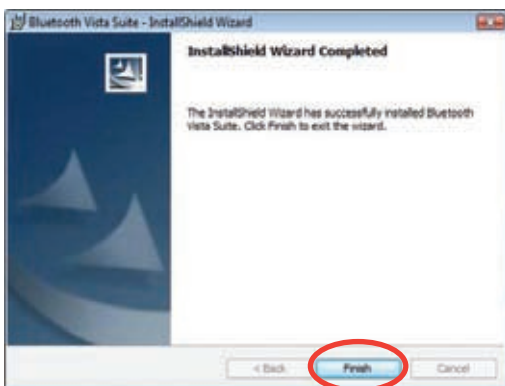 Bluetooth Vista Suite - InstallShield Wizard
InstallShield Wizard Completed
The InstallShield Wizard has successfully installed Bluetooth
Vista Suite. Click Finish to exit the wizard.
< Back
Finish
Cancel